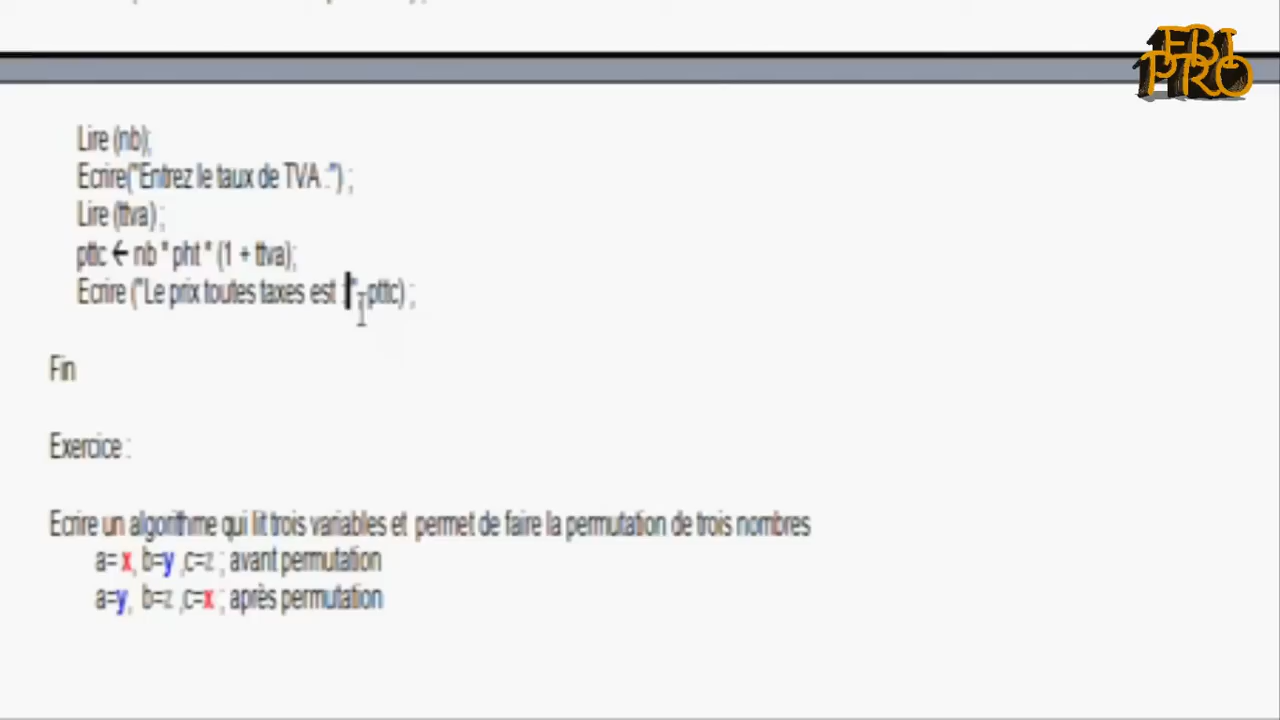 FBI
PRO
Lire (nb);
Ecrire("Entrez le taux de TVA :") ;
Lire (ttva) ;
pttc ← nb * pht * (1 + ttva);
Ecrire ("Le prix toutes taxes est :", pttc) ;
Fin
Exercice :
Ecrire un algorithme qui lit trois variables et permet de faire la permutation de trois nombres
a= x, b=y ,c=z ; avant permutation
a=y, b=z ,c=x ; après permutation